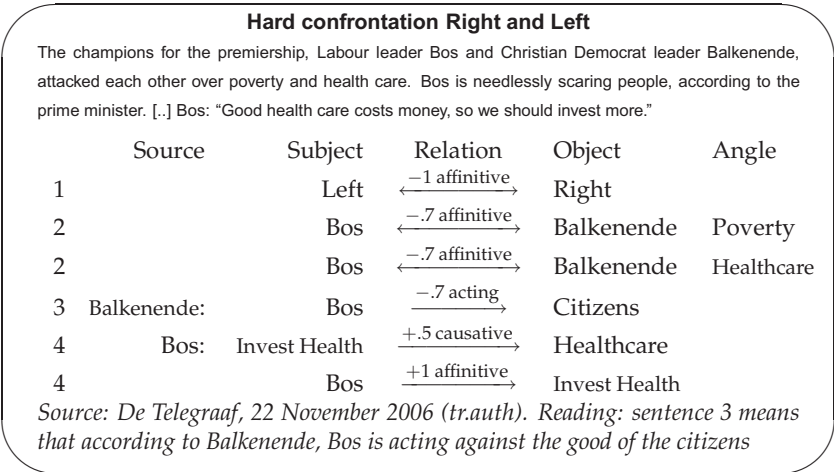 Hard confrontation Right and Left
The champions for the premiership, Labour leader Bos and Christian Democrat leader Balkenende,
attacked each other over poverty and health care. Bos is needlessly scaring people, according to the
prime minister. [..] Bos: “Good health care costs money, so we should invest more.”
Source Subject Relation Object Angle
1 Left ←−1 affinitive→ Right
2 Bos ←−.7 affinitive→ Balkenende Poverty
2 Bos ←−.7 affinitive→ Balkenende Healthcare
3 Balkenende: Bos −.7 acting→ Citizens
4 Bos: Invest Health +.5 causative→ Healthcare
4 Bos +1 affinitive→ Invest Health
Source: De Telegraaf, 22 November 2006 (tr.auth). Reading: sentence 3 means
that according to Balkenende, Bos is acting against the good of the citizens